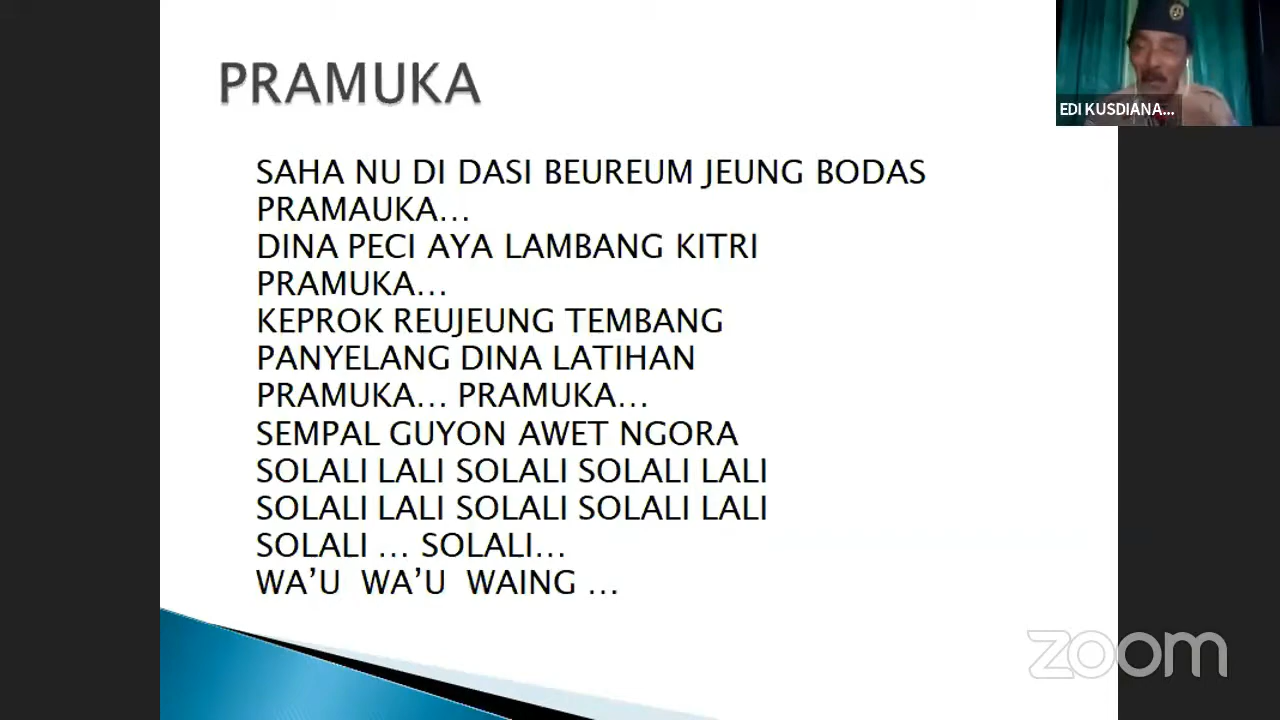 PRAMUKA
EDI KUSDIANA...
SAHA NU DI DASI BEUREUM JEUNG BODAS
PRAMAUKA...
DINA PECI AYA LAMBANG KITRI
PRAMUKA...
KEPROK REUJEUNG TEMBANG
PANYELANG DINA LATIHAN
PRAMUKA... PRAMUKA...
SEMPAL GUYON AWET NGORA
SOLALI LALI SOLALI SOLALI LALI
SOLALI LALI SOLALI SOLALI LALI
SOLALI ... SOLALI...
WA’U  WA’U  WAING ...
zoom